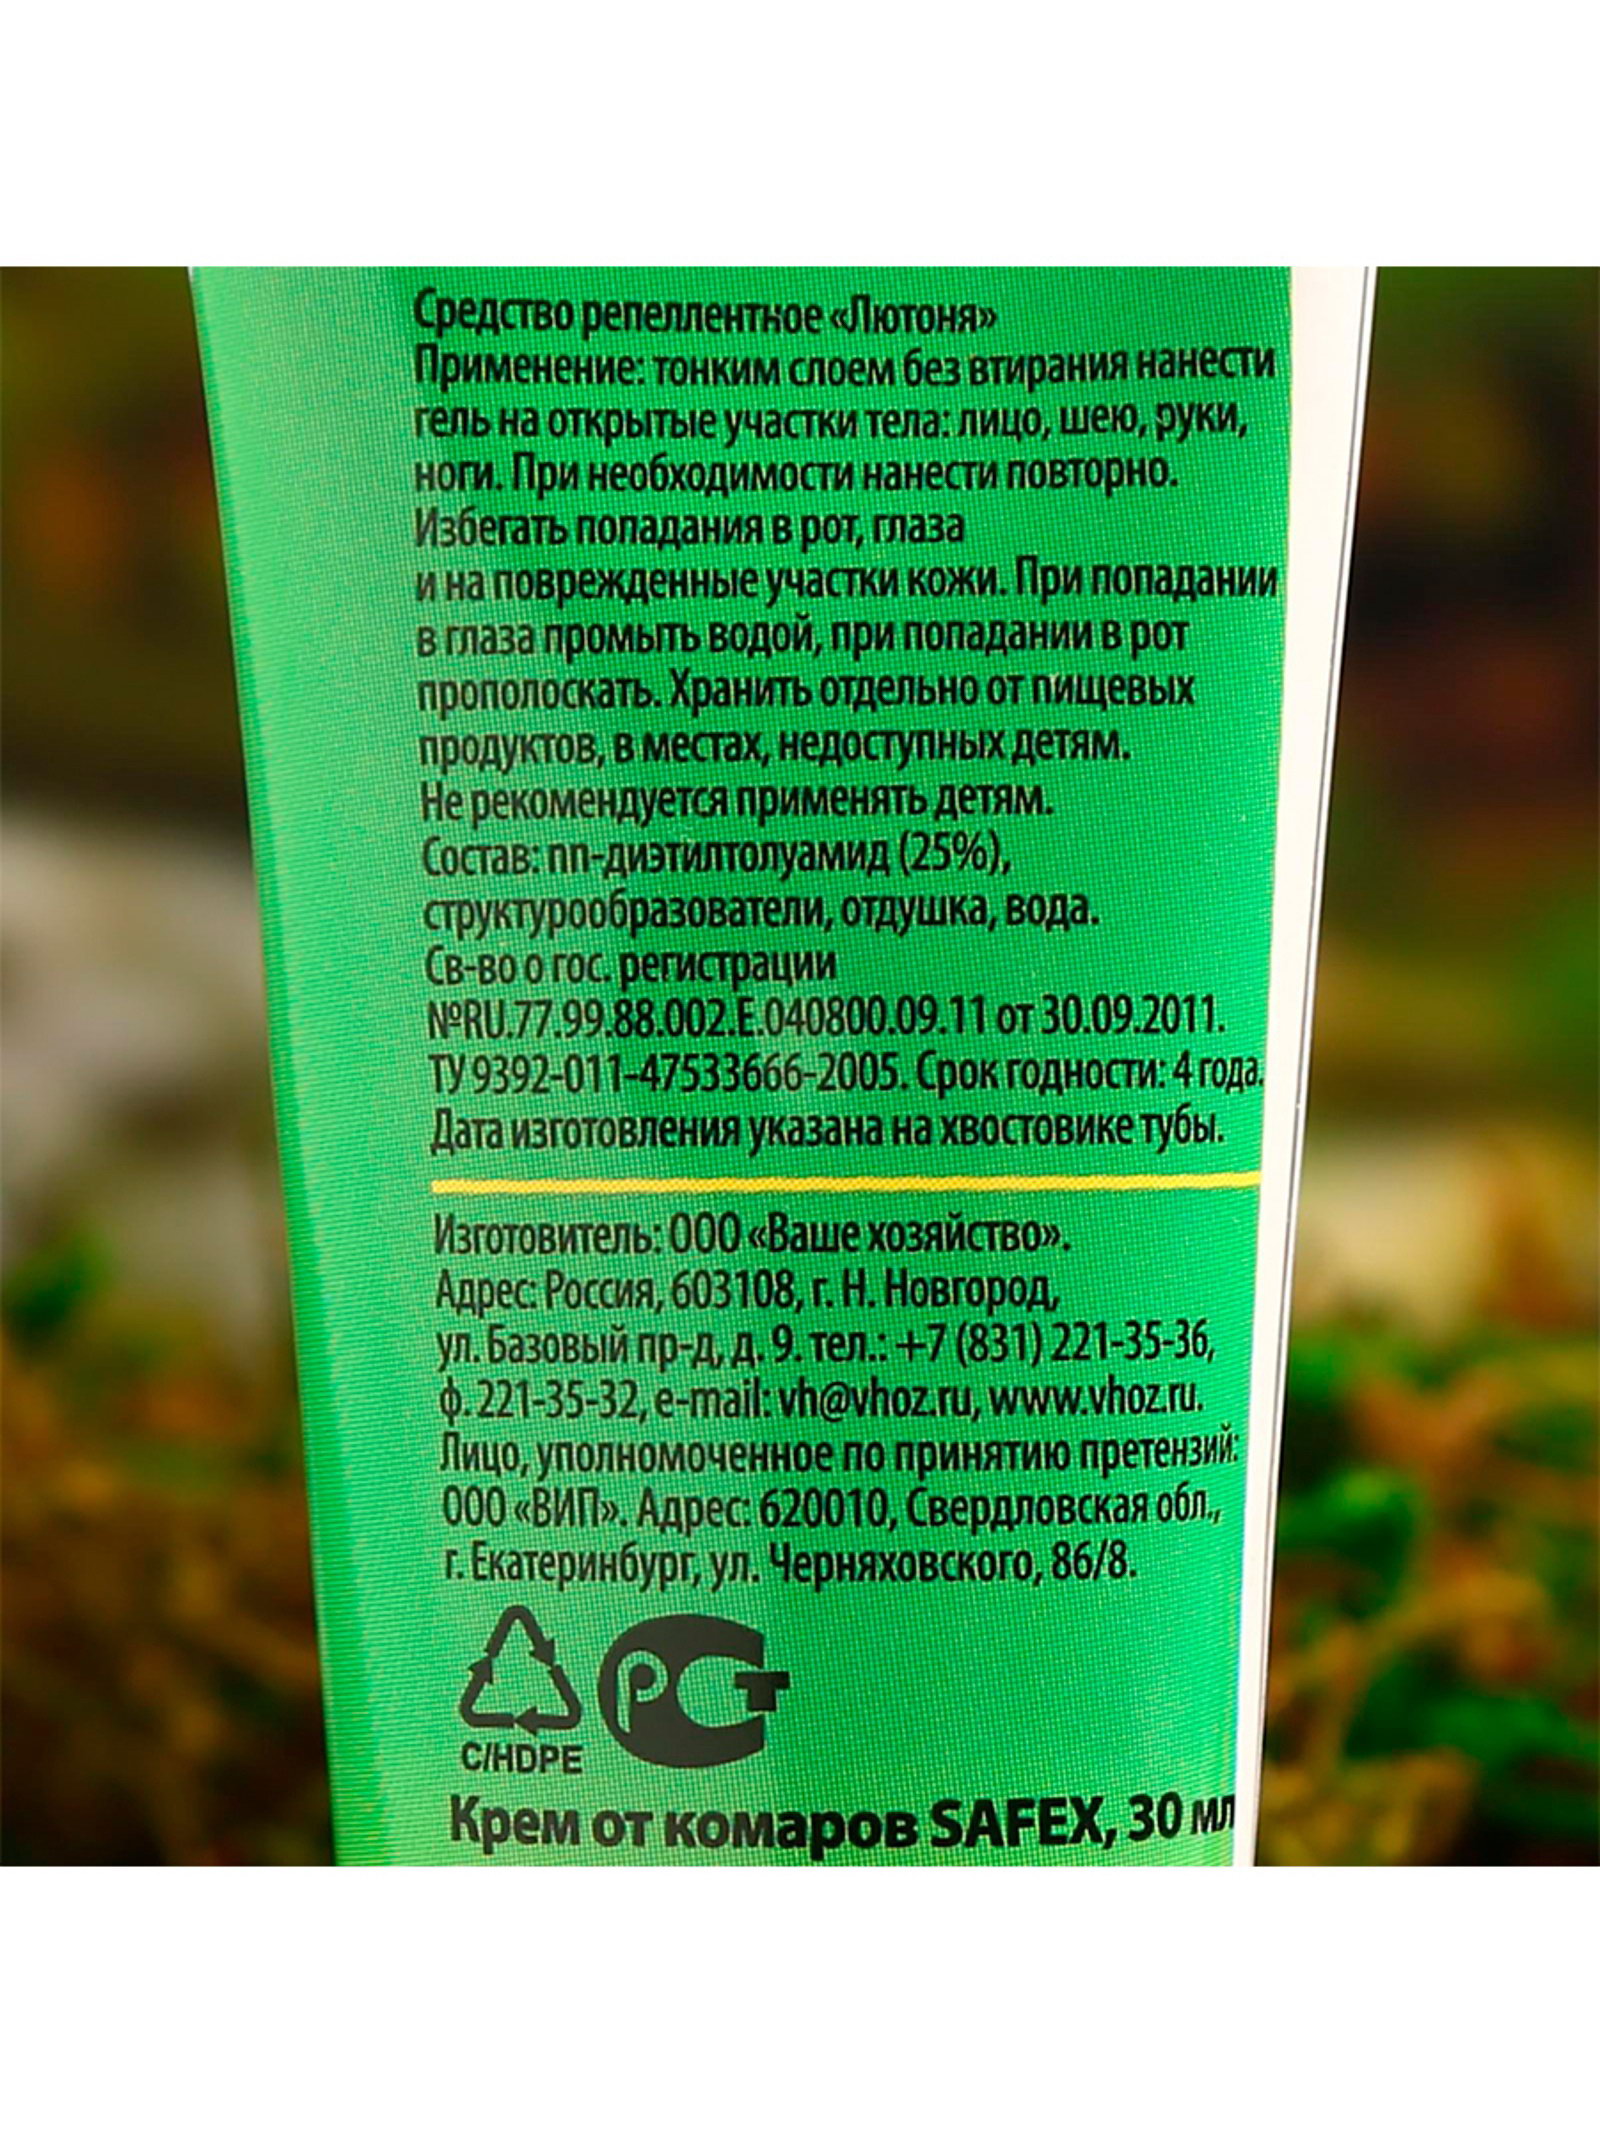 Средство репеллентное «Лютоня»
Применение: тонким слоем без втирания нанести
гель на открытые участки тела: лицо, шею, руки,
ноги. При необходимости нанести повторно.
Избегать попадания в рот, глаза
и на поврежденные участки кожи. При попадании
в глаза промыть водой, при попадании в рот
прополоскать. Хранить отдельно от пищевых
продуктов, в местах, недоступных детям.
Не рекомендуется применять детям.
Состав: nn-диэтилтолуамид (25%),
структурообразователи, отдушка, вода.
Св-во о гос. регистрации
№RU.77.99.88.002.Е.040800.09.11 от 30.09.2011.
ТУ 9392-011-47533666-2005. Срок годности: 4 года.
Дата изготовления указана на хвостовике тубы.
Изготовитель: ООО «Ваше хозяйство».
Адрес: Россия, 603108, г. Н. Новгород,
ул. Базовый пр-д, д. 9. тел.: +7 (831) 221-35-36,
ф. 221-35-32, e-mail: vh@vhoz.ru, www.vhoz.ru.
Лицо, уполномоченное по принятию претензий:
ООО «ВИП». Адрес: 620010, Свердловская обл.,
г. Екатеринбург, ул. Черняховского, 86/8.
РСТ
C/HDPE
Крем от комаров SAFEX, 30 мл